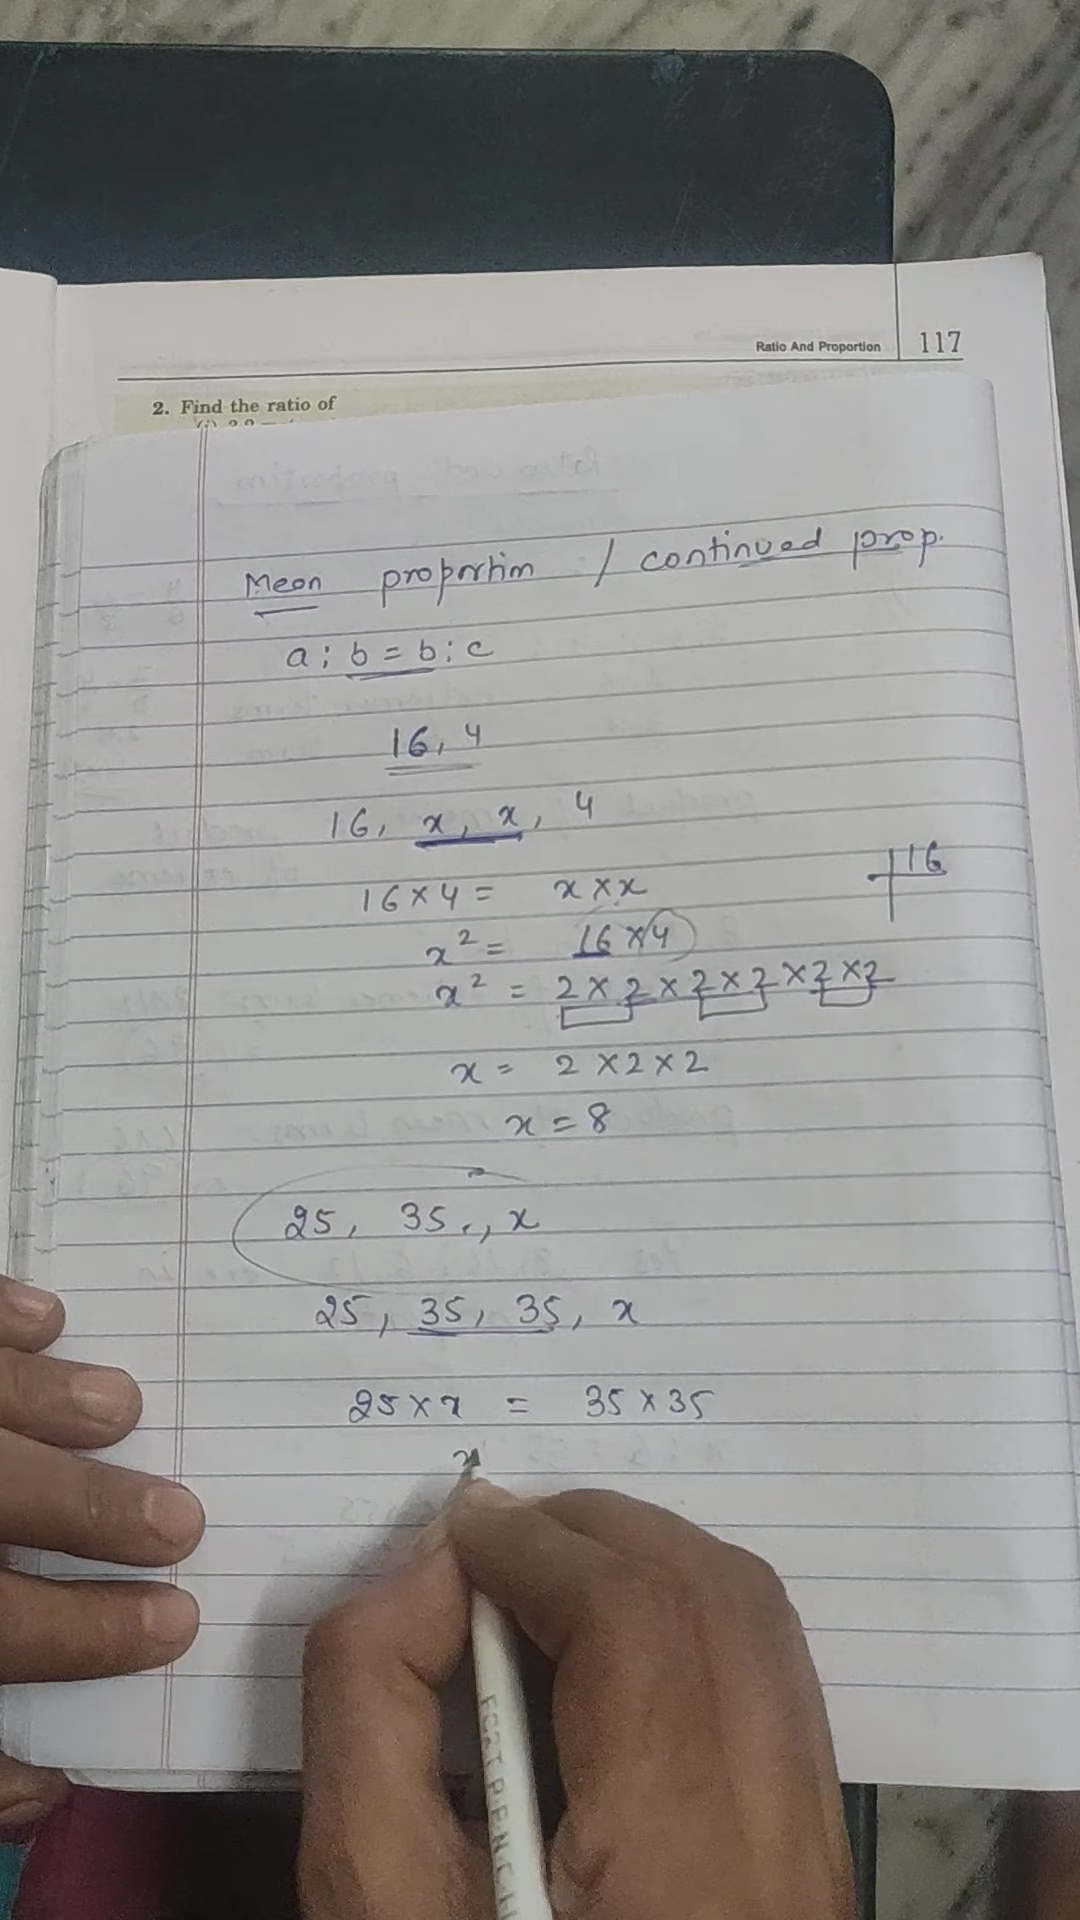 Ratio And Proportion 117
2. Find the ratio of
Mean proportion / continued prop.
a : b = b : c
16, 4
16, x, x, 4
16 × 4 = x × x
16
x² = 16 × 4
x² = 2 × 2 × 2 × 2 × 2 × 2
x = 2 × 2 × 2
x = 8
25, 35, , x
25, 35, 35, x
25 × x = 35 × 35
x